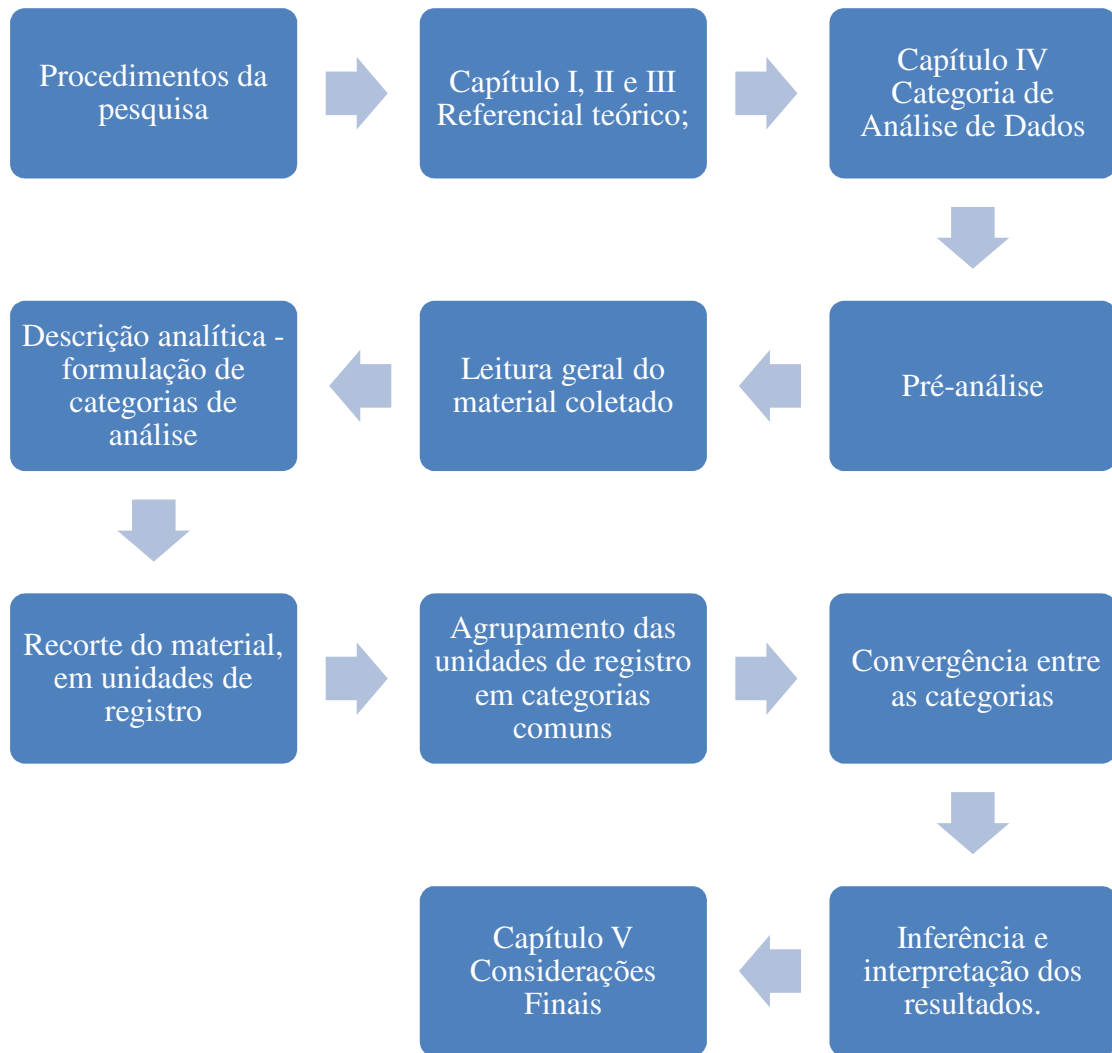 Procedimentos da
pesquisa
Capítulo I, II e III
Referencial teórico;
Capítulo IV
Categoria de
Análise de Dados
Pré-análise
Leitura geral do
material coletado
Descrição analítica -
formulação de
categorias de
análise
Recorte do material,
em unidades de
registro
Agrupamento das
unidades de registro
em categorias
comuns
Convergência entre
as categorias
Inferência e
interpretação dos
resultados.
Capítulo V
Considerações
Finais